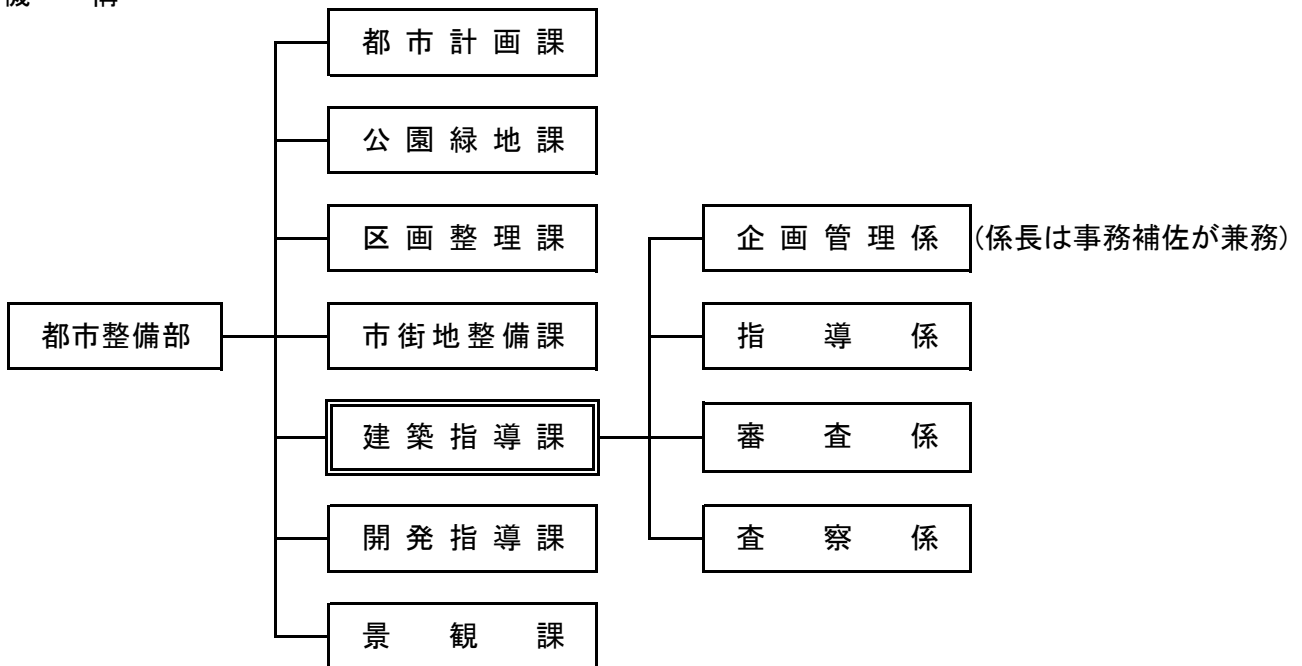 機 構
都市計画課
公園緑地課
区画整理課
企画管理係 (係長は事務補佐が兼務)
都市整備部
市街地整備課
指導係
建築指導課
審査係
開発指導課
査察係
景観課